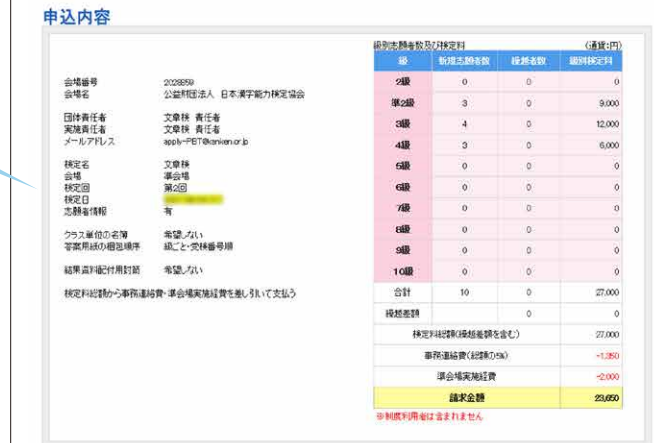 申込内容
会場番号 2028859
会場名 公益財団法人 日本漢字能力検定協会
団体責任者 文章検 責任者
実施責任者 文章検 責任者
メールアドレス apply-PBT@kanken.or.jp
検定名 文章検
会場 準会場
検定回 第2回
検定日
志願者情報 有
クラス単位の名簿 希望しない
答案用紙の梱包順序 級ごと・受検番号順
結果資料配付用封筒 希望しない
検定料総額から事務連絡費・準会場実施経費を差し引いて支払う
級別志願者数及び検定料 (通貨:円)
級 新規志願者数 繰越者数 級別検定料
2級 0 0 0
準2級 3 0 9,000
3級 4 0 12,000
4級 3 0 6,000
5級 0 0 0
6級 0 0 0
7級 0 0 0
8級 0 0 0
9級 0 0 0
10級 0 0 0
合計 10 0 27,000
繰越差額 0 0
検定料総額(繰越差額を含む) 27,000
事務連絡費(総額の5%) -1,350
準会場実施経費 -2,000
請求金額 23,650
※制度利用者は含まれません